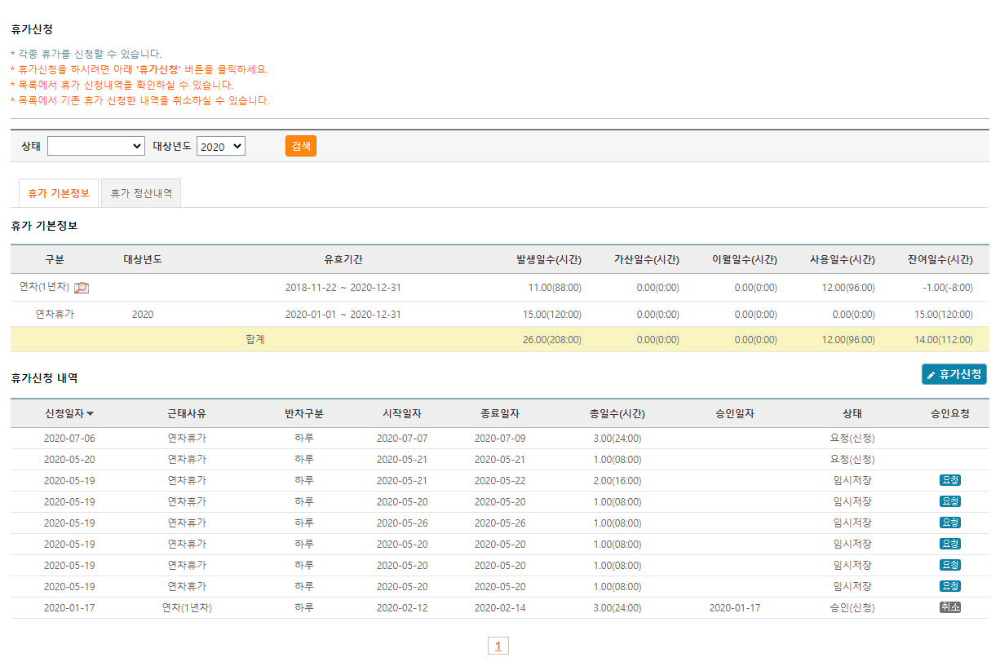 휴가신청
* 각종 휴가를 신청할 수 있습니다.
* 휴가신청을 하시려면 아래 '휴가신청' 버튼을 클릭하세요.
* 목록에서 휴가 신청내역을 확인하실 수 있습니다.
* 목록에서 기존 휴가 신청한 내역을 취소하실 수 있습니다.
상태 대상년도 2020 검색
휴가 기본정보 휴가 정산내역
휴가 기본정보
구분 대상년도 유효기간 발생일수(시간) 가산일수(시간) 이월일수(시간) 사용일수(시간) 잔여일수(시간)
연차(1년차) 2018-11-22 ~ 2020-12-31 11.00(88:00) 0.00(0:00) 0.00(0:00) 12.00(96:00) -1.00(-8:00)
연차휴가 2020 2020-01-01 ~ 2020-12-31 15.00(120:00) 0.00(0:00) 0.00(0:00) 0.00(0:00) 15.00(120:00)
합계 26.00(208:00) 0.00(0:00) 0.00(0:00) 12.00(96:00) 14.00(112:00)
휴가신청 내역 휴가신청
신청일자 근태사유 반차구분 시작일자 종료일자 총일수(시간) 승인일자 상태 승인요청
2020-07-06 연차휴가 하루 2020-07-07 2020-07-09 3.00(24:00) 요청(신청)
2020-05-20 연차휴가 하루 2020-05-21 2020-05-21 1.00(08:00) 요청(신청)
2020-05-19 연차휴가 하루 2020-05-21 2020-05-22 2.00(16:00) 임시저장 요청
2020-05-19 연차휴가 하루 2020-05-20 2020-05-20 1.00(08:00) 임시저장 요청
2020-05-19 연차휴가 하루 2020-05-26 2020-05-26 1.00(08:00) 임시저장 요청
2020-05-19 연차휴가 하루 2020-05-20 2020-05-20 1.00(08:00) 임시저장 요청
2020-05-19 연차휴가 하루 2020-05-20 2020-05-20 1.00(08:00) 임시저장 요청
2020-05-19 연차휴가 하루 2020-05-20 2020-05-20 1.00(08:00) 임시저장 요청
2020-01-17 연차(1년차) 하루 2020-02-12 2020-02-14 3.00(24:00) 2020-01-17 승인(신청) 취소
1